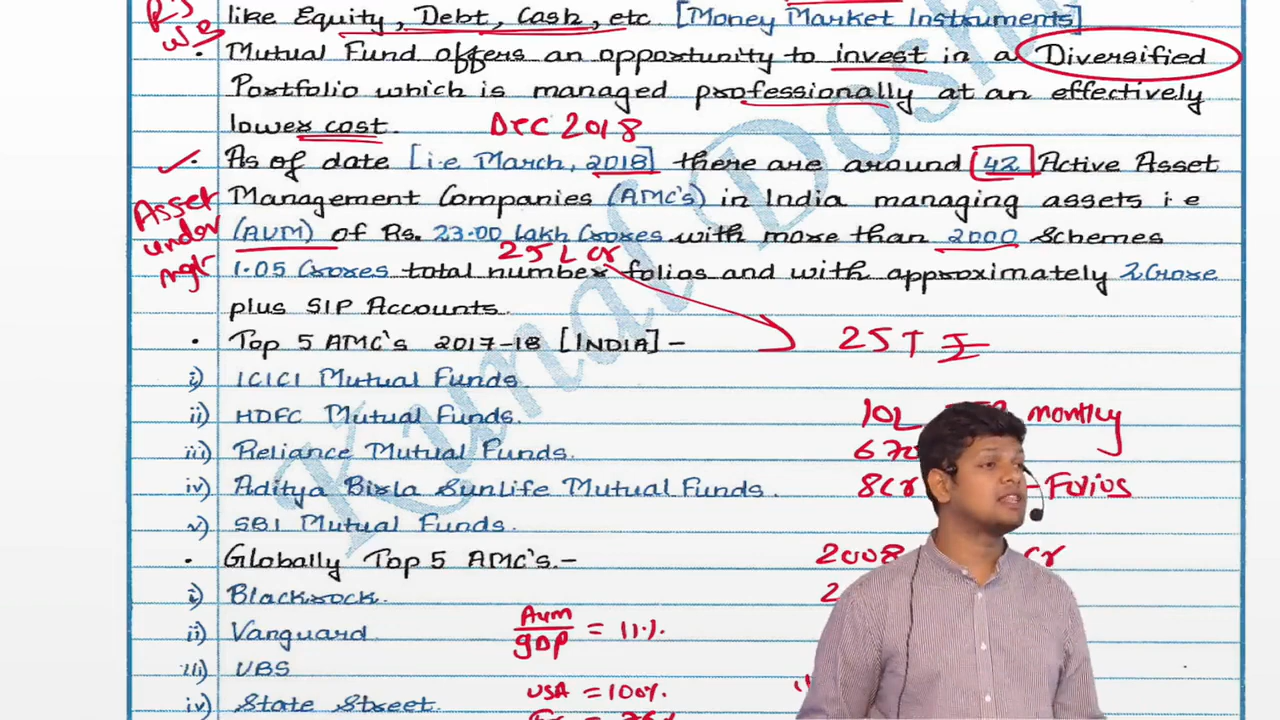 like Equity, Debt, Cash, etc. [Money Market Instruments]
• Mutual Fund offers an opportunity to invest in a Diversified
Portfolio which is managed professionally at an effectively
lower cost. Dec 2018
• As of date [i.e March, 2018] there are around 42 Active Asset
Asset under Mgt
Management Companies (AMC's) in India managing assets i e
(AUM) of Rs. 23.00 lakh Crores with more than 2000 Schemes
25 L Cr
1.05 Crores total number folios and with approximately 2 Crore
plus SIP Accounts.
• Top 5 AMC's 2017-18 [INDIA] - 25 T
i) ICICI Mutual Funds.
ii) HDFC Mutual Funds. 10L monthly
iii) Reliance Mutual Funds.
iv) Aditya Birla Sunlife Mutual Funds. 8Cr - Folios
v) SBI Mutual Funds.
• Globally Top 5 AMC's.- 2008 Cr
i) Blackrock.
ii) Vanguard. Aum / GDP = 11%.
iii) UBS
iv) State Street. USA = 100%.
Kunal Doshi